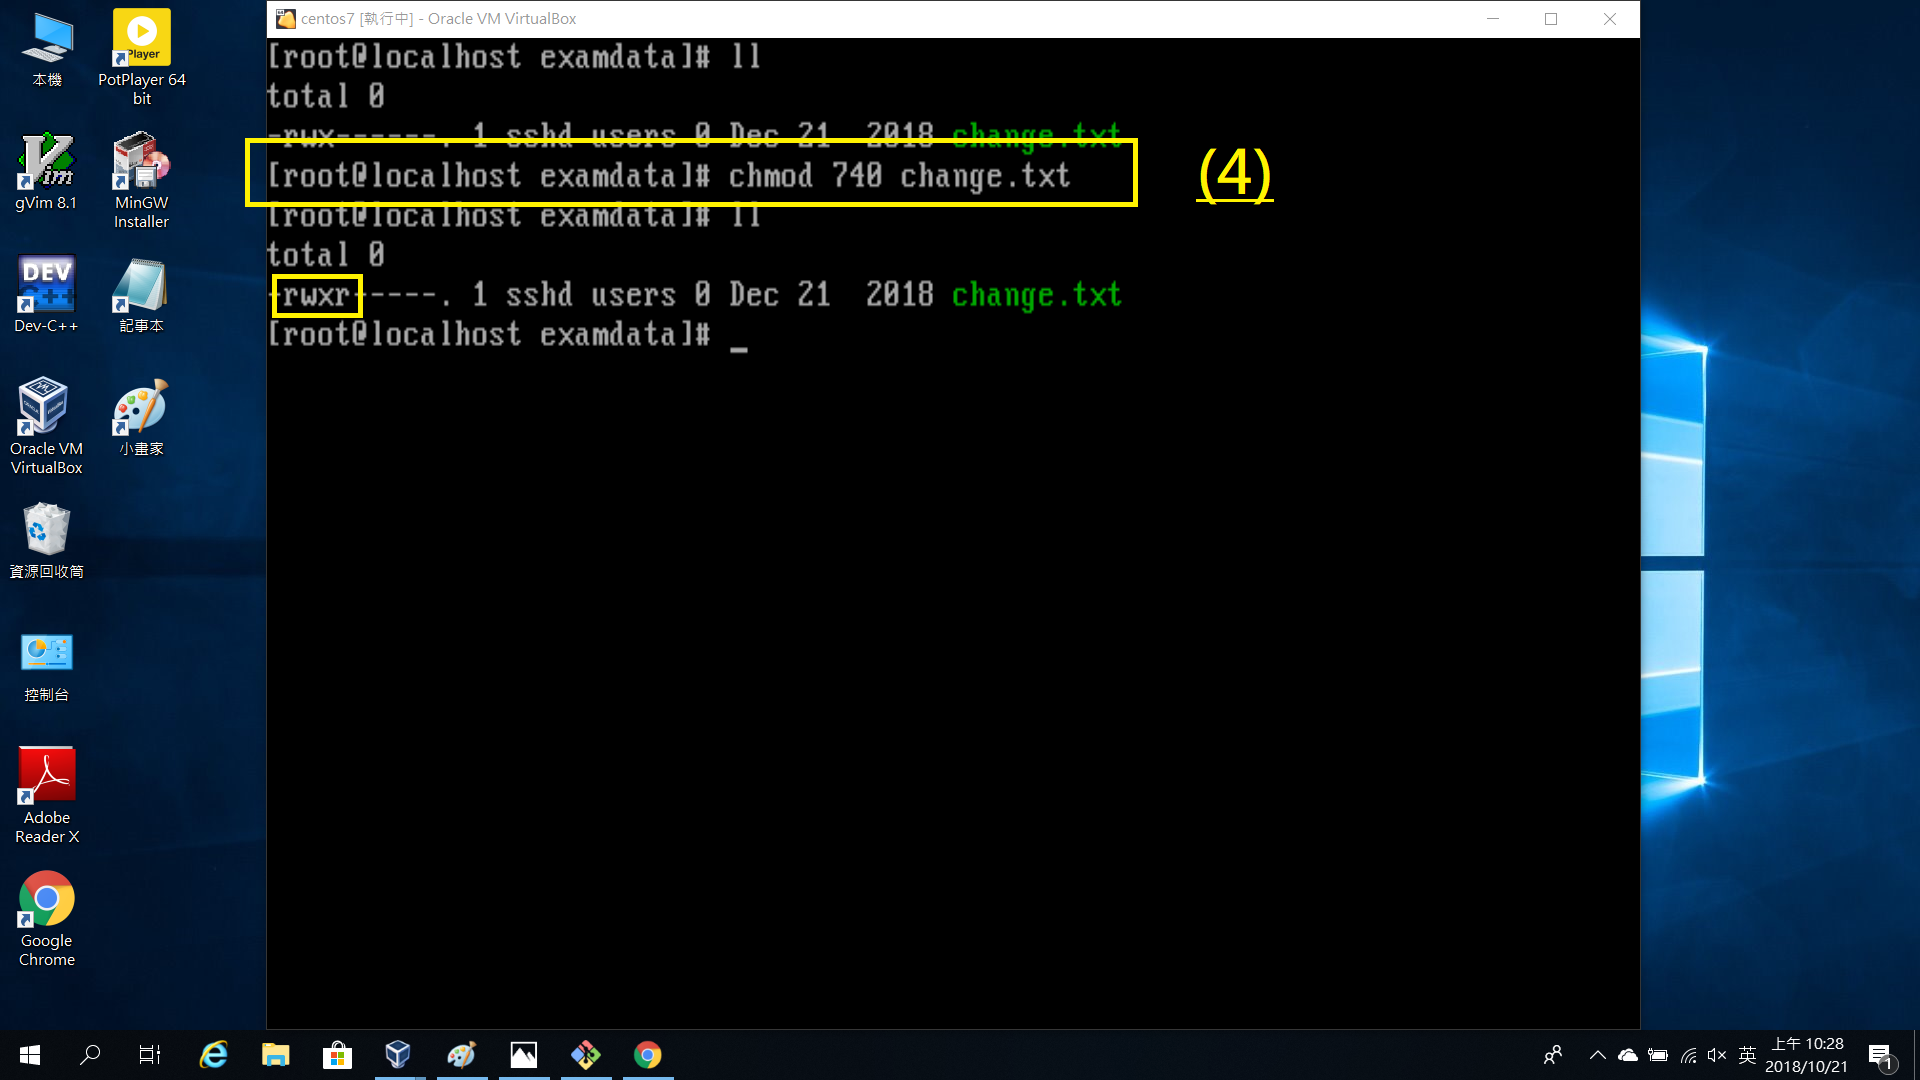 centos7 [執行中] - Oracle VM VirtualBox
[root@localhost examdata]# ll
total 0
-rwx------. 1 sshd users 0 Dec 21  2018 change.txt
[root@localhost examdata]# chmod 740 change.txt
(4)
[root@localhost examdata]# ll
total 0
-rwxr-----. 1 sshd users 0 Dec 21  2018 change.txt
[root@localhost examdata]# _
本機
Player
PotPlayer 64
bit
Vim
gVim 8.1
MinGW
Installer
DEV
C++
Dev-C++
記事本
Oracle VM
VirtualBox
小畫家
資源回收筒
控制台
Adobe
Reader X
Google
Chrome
英
上午 10:28
2018/10/21
1